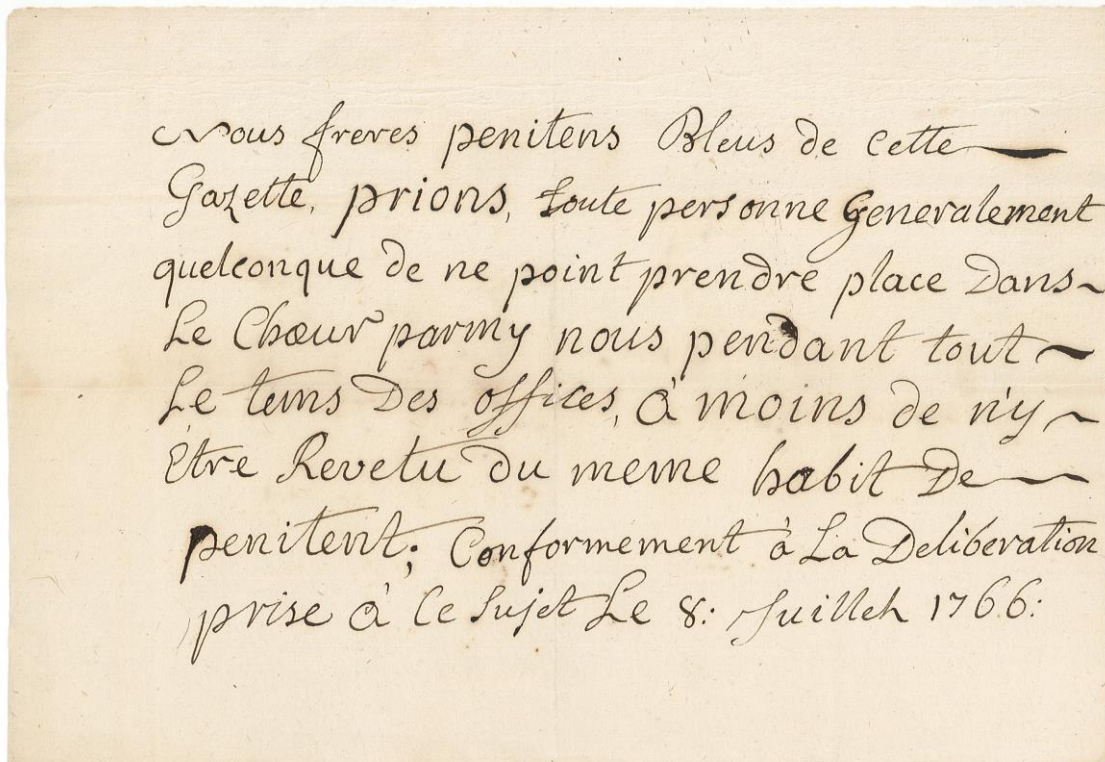 Nous freres penitens Bleus de cette
Gazette, prions, toute personne Generalement
quelconque de ne point prendre place Dans
Le Chœur parmy nous pendant tout
Le tems Des offices, à moins de n'y
Etre Revetu du meme habit De
penitent; Conformement à La Deliberation
prise à Ce Sujet Le 8: Juillet 1766: